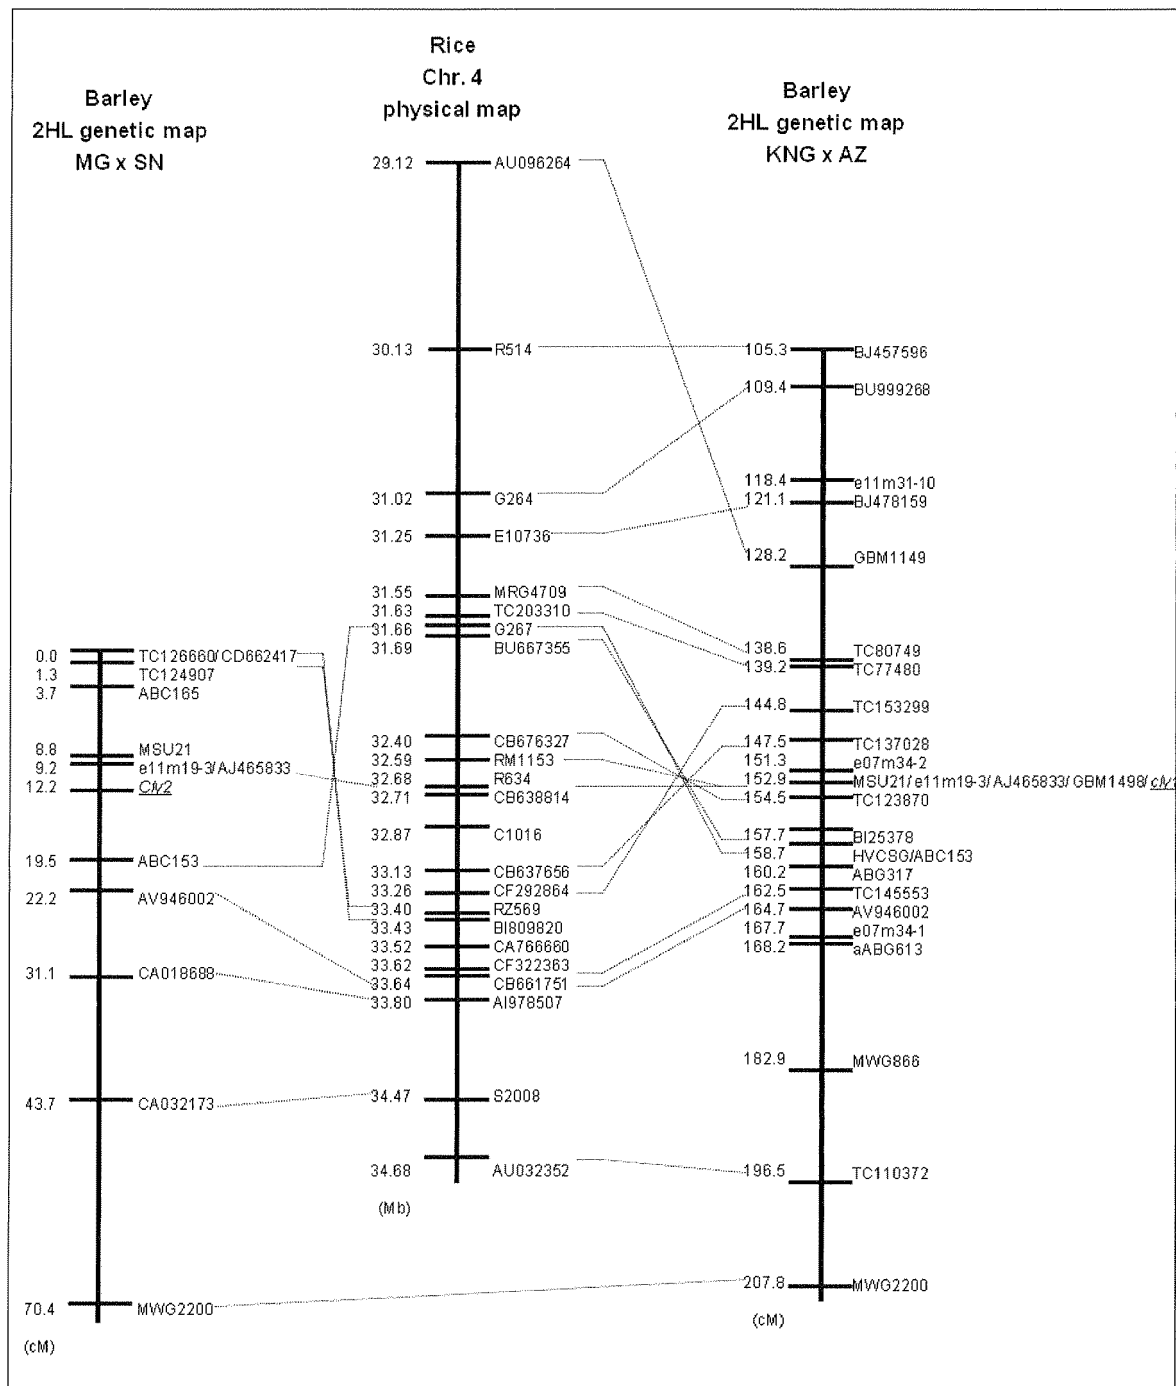 Rice
Chr. 4
physical map
Barley
2HL genetic map
MG x SN
Barley
2HL genetic map
KNG x AZ
0.0 TC126660/CD662417
1.3 TC124907
3.7 ABC165
8.8 MSU21
9.2 e11m19-3/AJ465833
12.2
19.5 ABC153
22.2 AV946002
31.1 CA018688
43.7 CA032173
70.4 MWG2200
(cM)
29.12 AU096264
30.13 R514
31.02 G264
31.25 E10736
31.55 MRG4709
31.63 TC203310
31.66 G267
31.69 BU667355
32.40 CB676327
32.59 RM1153
32.68 R634
32.71 CB638814
32.87 C1016
33.13 CB637656
33.26 CF292864
33.40 RZ569
33.43 BI809820
33.52 CA766660
33.62 CF322363
33.64 CB661751
33.80 AI978507
34.47 S2008
34.68 AU032352
(Mb)
105.3 BJ457596
109.4 BU999268
118.4 e11m31-10
121.1 BJ478159
128.2 GBM1149
138.6 TC80749
139.2 TC77480
144.8 TC153299
147.5 TC137028
151.3 e07m34-2
152.9 MSU21/e11m19-3/AJ465833/GBM1498/
154.5 TC123870
157.7 BI25378
158.7 HVCSG/ABC153
160.2 ABG317
162.5 TC145553
164.7 AV946002
167.7 e07m34-1
168.2 aABG613
182.9 MWG866
196.5 TC110372
207.8 MWG2200
(cM)